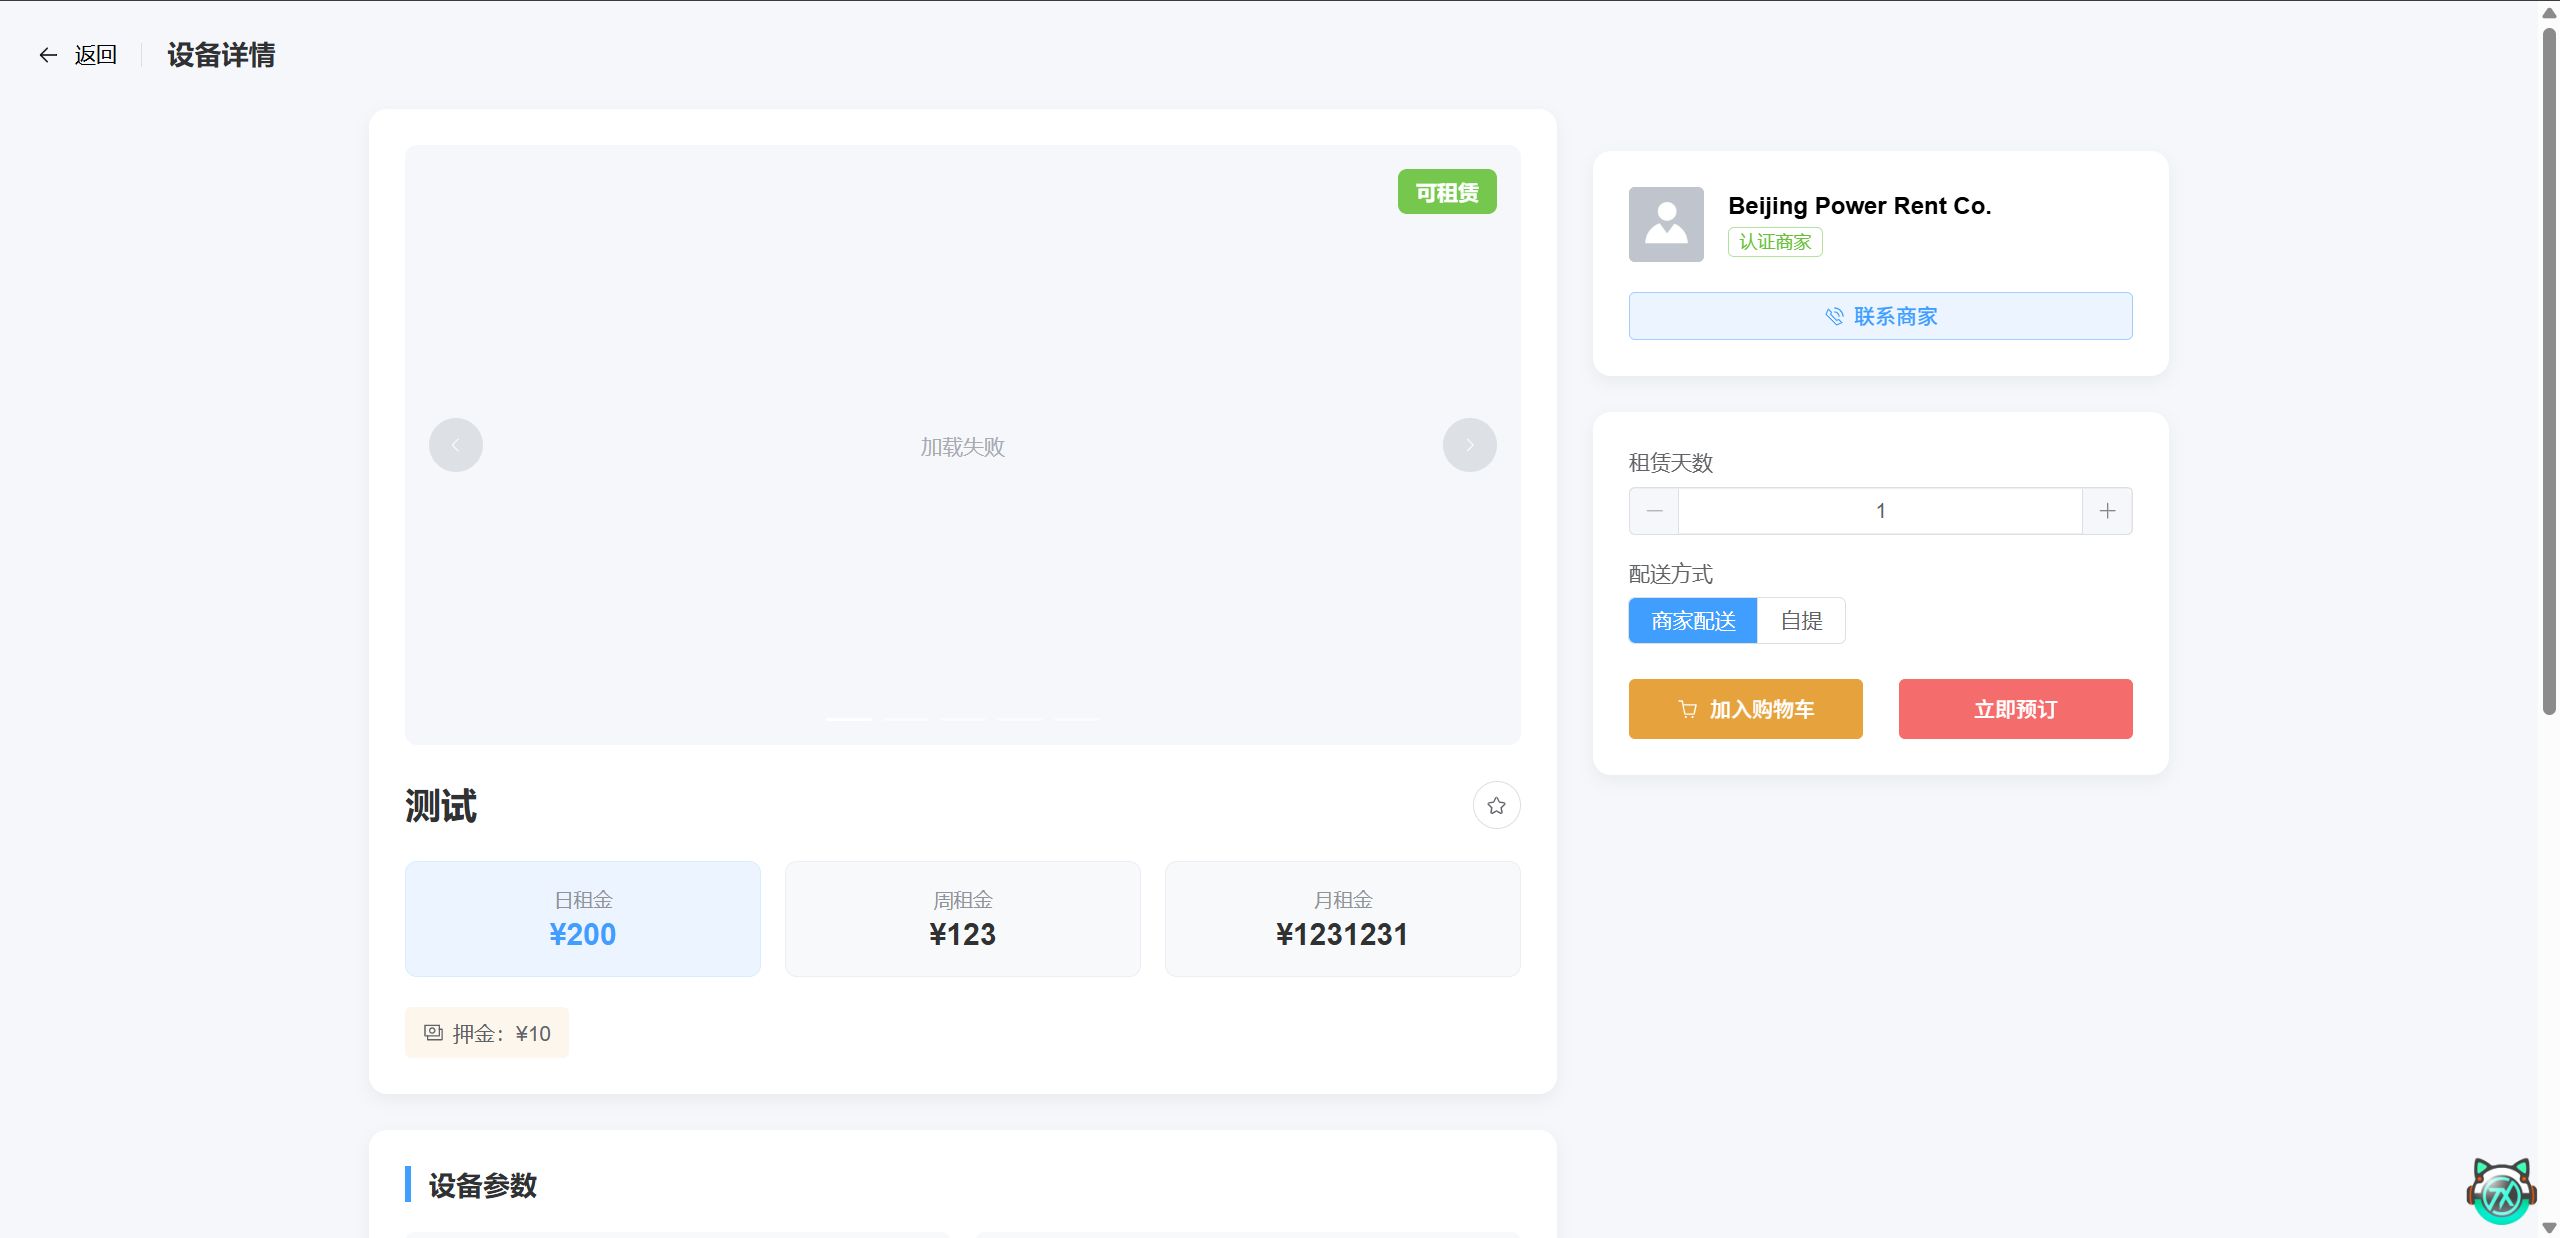 返回
设备详情
可租赁
加载失败
测试
日租金
¥200
周租金
¥123
月租金
¥1231231
押金：¥10
设备参数
Beijing Power Rent Co.
认证商家
联系商家
租赁天数
1
配送方式
商家配送
自提
加入购物车
立即预订
7X